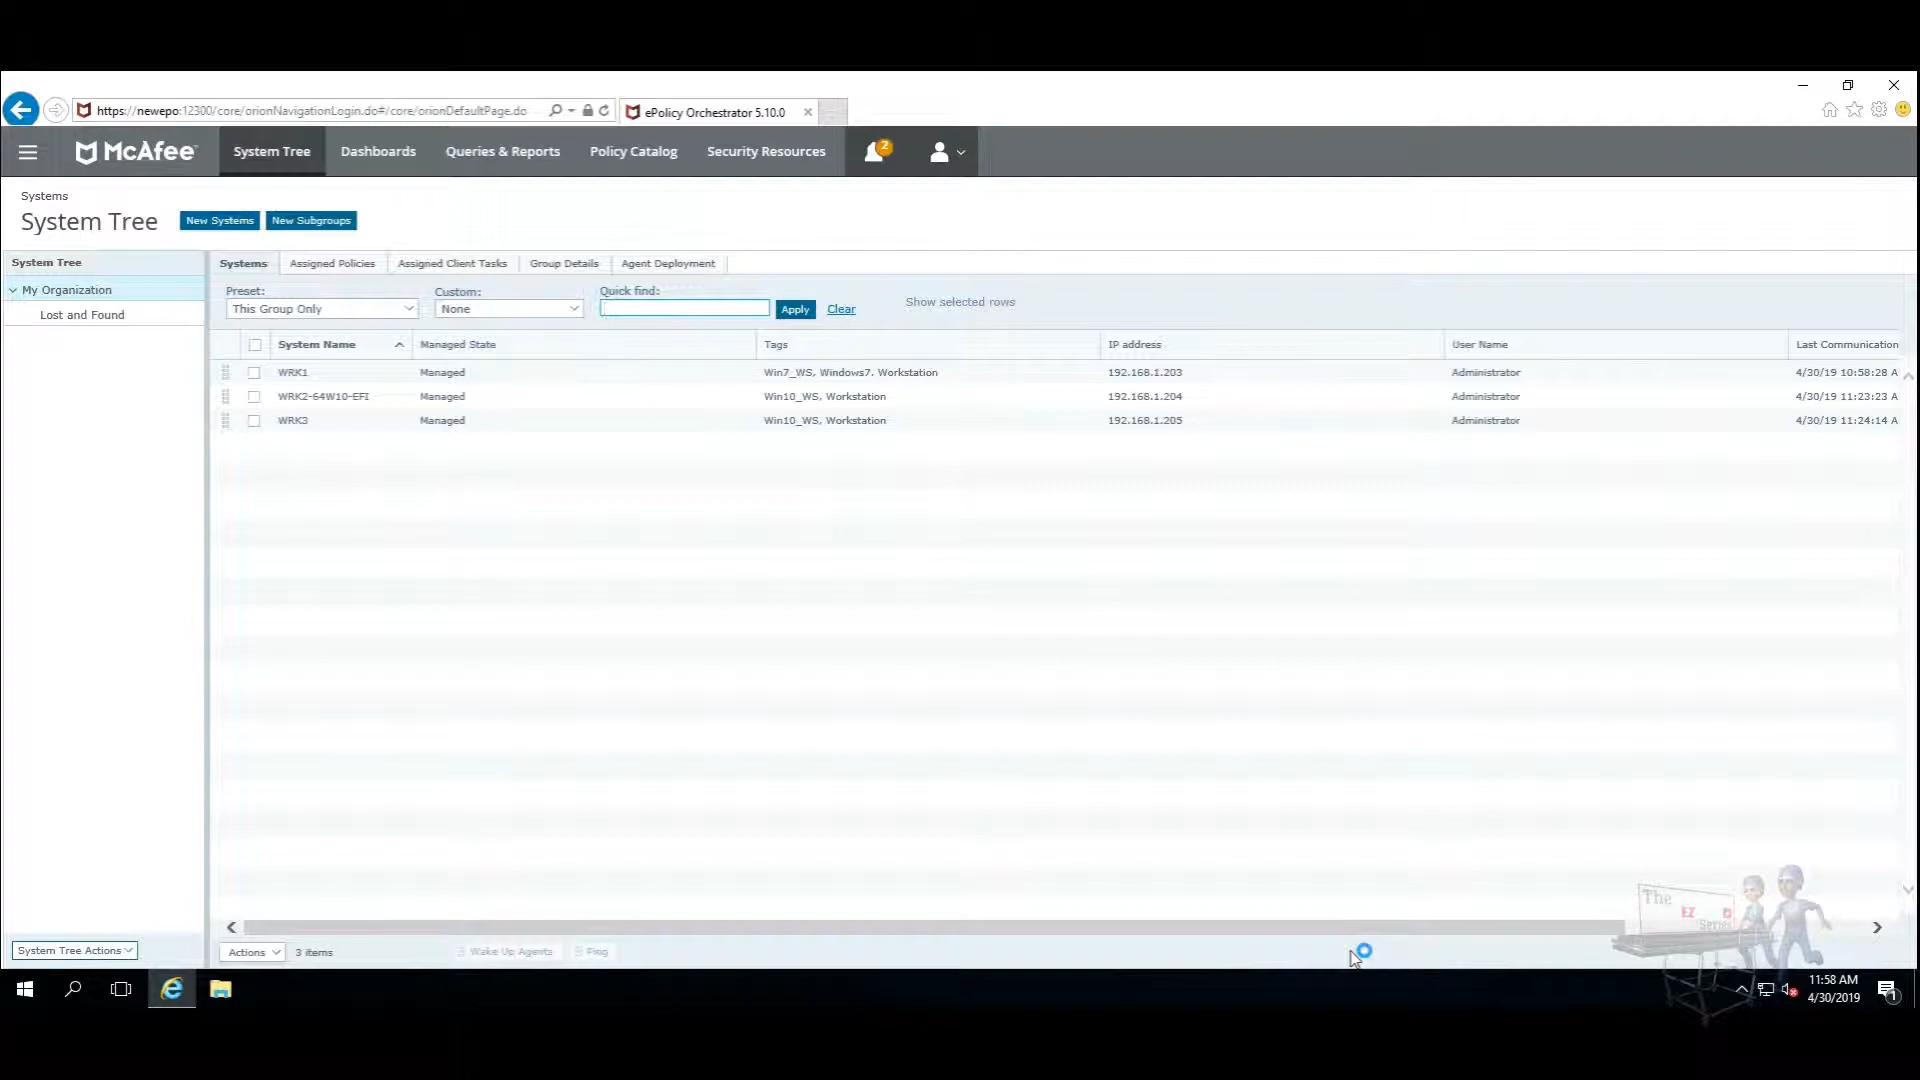 https://newepo:12300/core/orionNavigationLogin.do#/core/orionDefaultPage.do
ePolicy Orchestrator 5.10.0
McAfee
System Tree
Dashboards
Queries & Reports
Policy Catalog
Security Resources
2
Systems
System Tree
New Systems
New Subgroups
System Tree
My Organization
Lost and Found
Systems
Assigned Policies
Assigned Client Tasks
Group Details
Agent Deployment
Preset:
Custom:
Quick find:
This Group Only
None
Apply
Clear
Show selected rows
System Name Managed State Tags IP address User Name Last Communication
WRK1 Managed Win7_WS, Windows7, Workstation 192.168.1.203 Administrator 4/30/19 10:58:28 A
WRK2-64W10-EFI Managed Win10_WS, Workstation 192.168.1.204 Administrator 4/30/19 11:23:23 A
WRK3 Managed Win10_WS, Workstation 192.168.1.205 Administrator 4/30/19 11:24:14 A
System Tree Actions
Actions
3 items
Wake Up Agents
Ping
The
EZ
Series
11:58 AM
4/30/2019
1